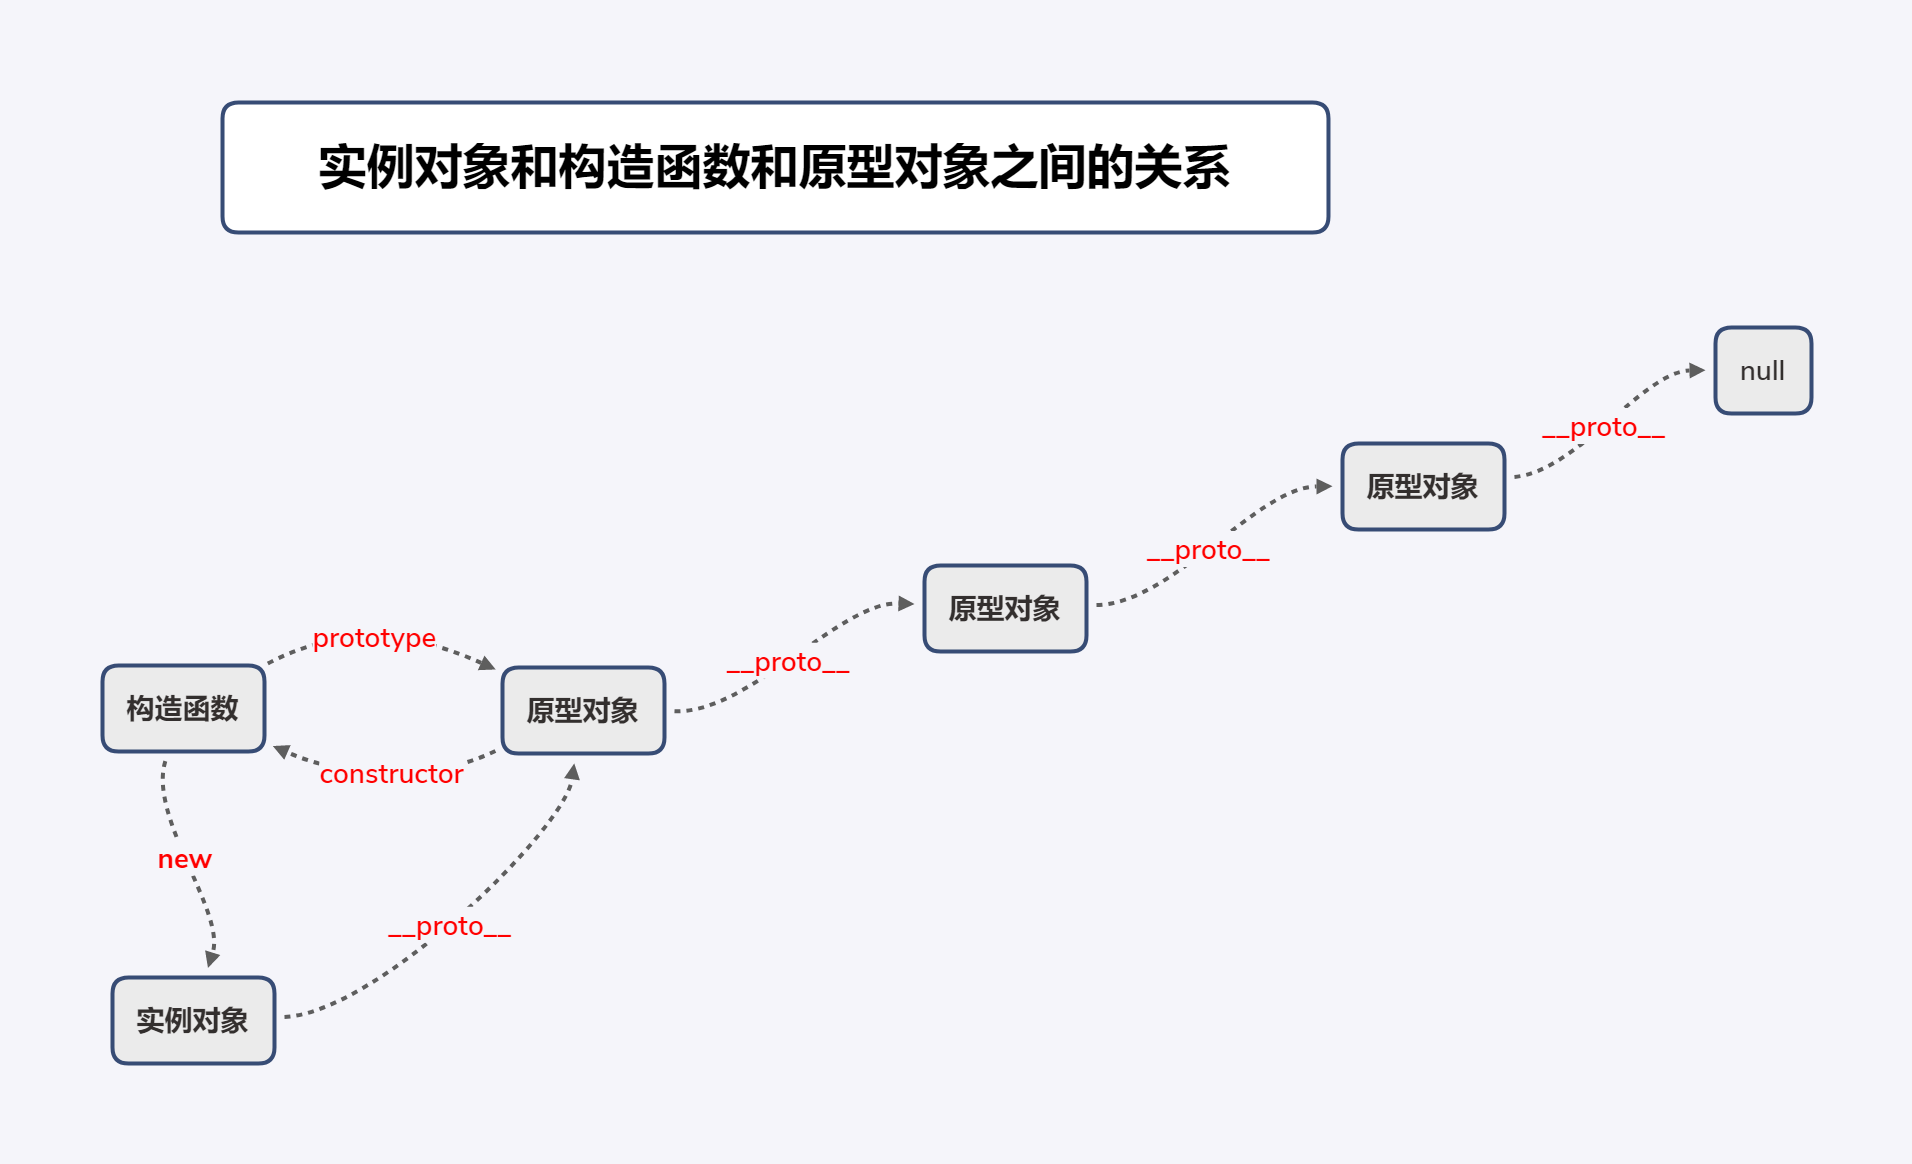 实例对象和构造函数和原型对象之间的关系
null
__proto__
原型对象
__proto__
原型对象
__proto__
prototype
构造函数
原型对象
constructor
new
__proto__
实例对象